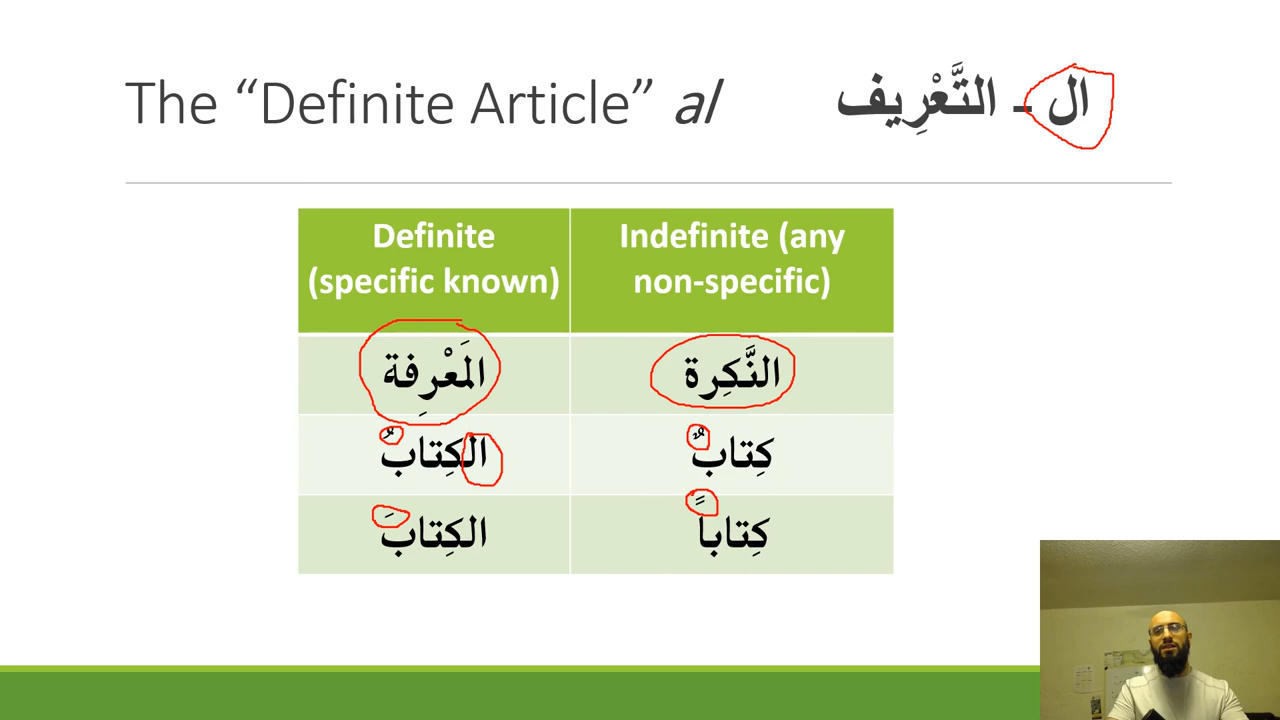 The “Definite Article” al
ال - التَّعْرِيف
Definite
(specific known)
Indefinite (any
non-specific)
المَعْرِفة
النَّكِرة
الكِتابُ
كِتابٌ
الكِتابَ
كِتاباً